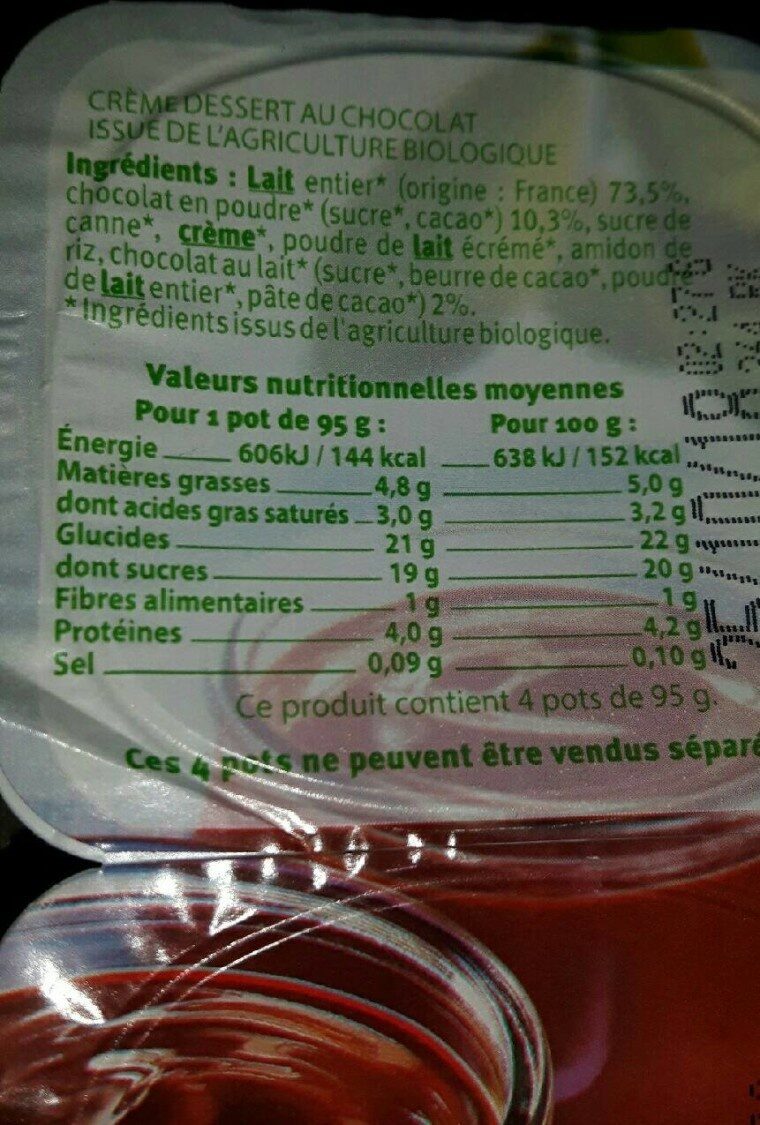 CRÈME DESSERT AU CHOCOLAT
ISSUE DE L'AGRICULTURE BIOLOGIQUE
Ingrédients : Lait entier* (origine : France) 73,5%,
chocolat en poudre* (sucre*, cacao*) 10,3%, sucre de
canne*, crème*, poudre de lait écrémé*, amidon de
riz, chocolat au lait* (sucre*, beurre de cacao*, poudre
de lait entier*, pâte de cacao*) 2%.
* Ingrédients issus de l'agriculture biologique.
Valeurs nutritionnelles moyennes
Pour 1 pot de 95 g : Pour 100 g :
Énergie 606kJ / 144 kcal 638 kJ / 152 kcal
Matières grasses 4,8 g 5,0 g
dont acides gras saturés 3,0 g 3,2 g
Glucides 21 g 22 g
dont sucres 19 g 20 g
Fibres alimentaires 1 g 1 g
Protéines 4,0 g 4,2 g
Sel 0,09 g 0,10 g
Ce produit contient 4 pots de 95 g.
Ces 4 pots ne peuvent être vendus séparé